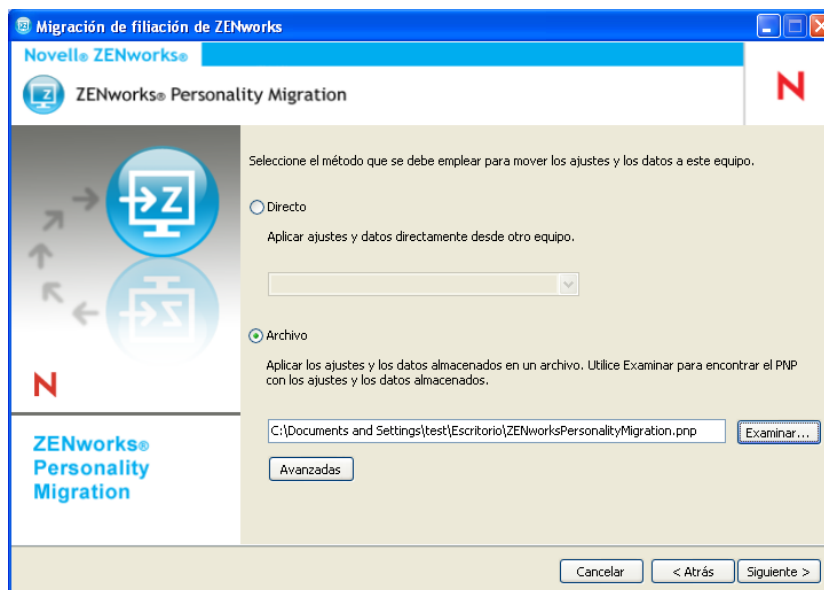 Migración de filiación de ZENworks
Novell® ZENworks®
ZENworks® Personality Migration
N
Seleccione el método que se debe emplear para mover los ajustes y los datos a este equipo.
Directo
Aplicar ajustes y datos directamente desde otro equipo.
Archivo
Aplicar los ajustes y los datos almacenados en un archivo. Utilice Examinar para encontrar el PNP
con los ajustes y los datos almacenados.
C:\Documents and Settings\test\Escritorio\ZENworksPersonalityMigration.pnp
Examinar...
Avanzadas
Z
N
ZENworks®
Personality
Migration
Cancelar
< Atrás
Siguiente >